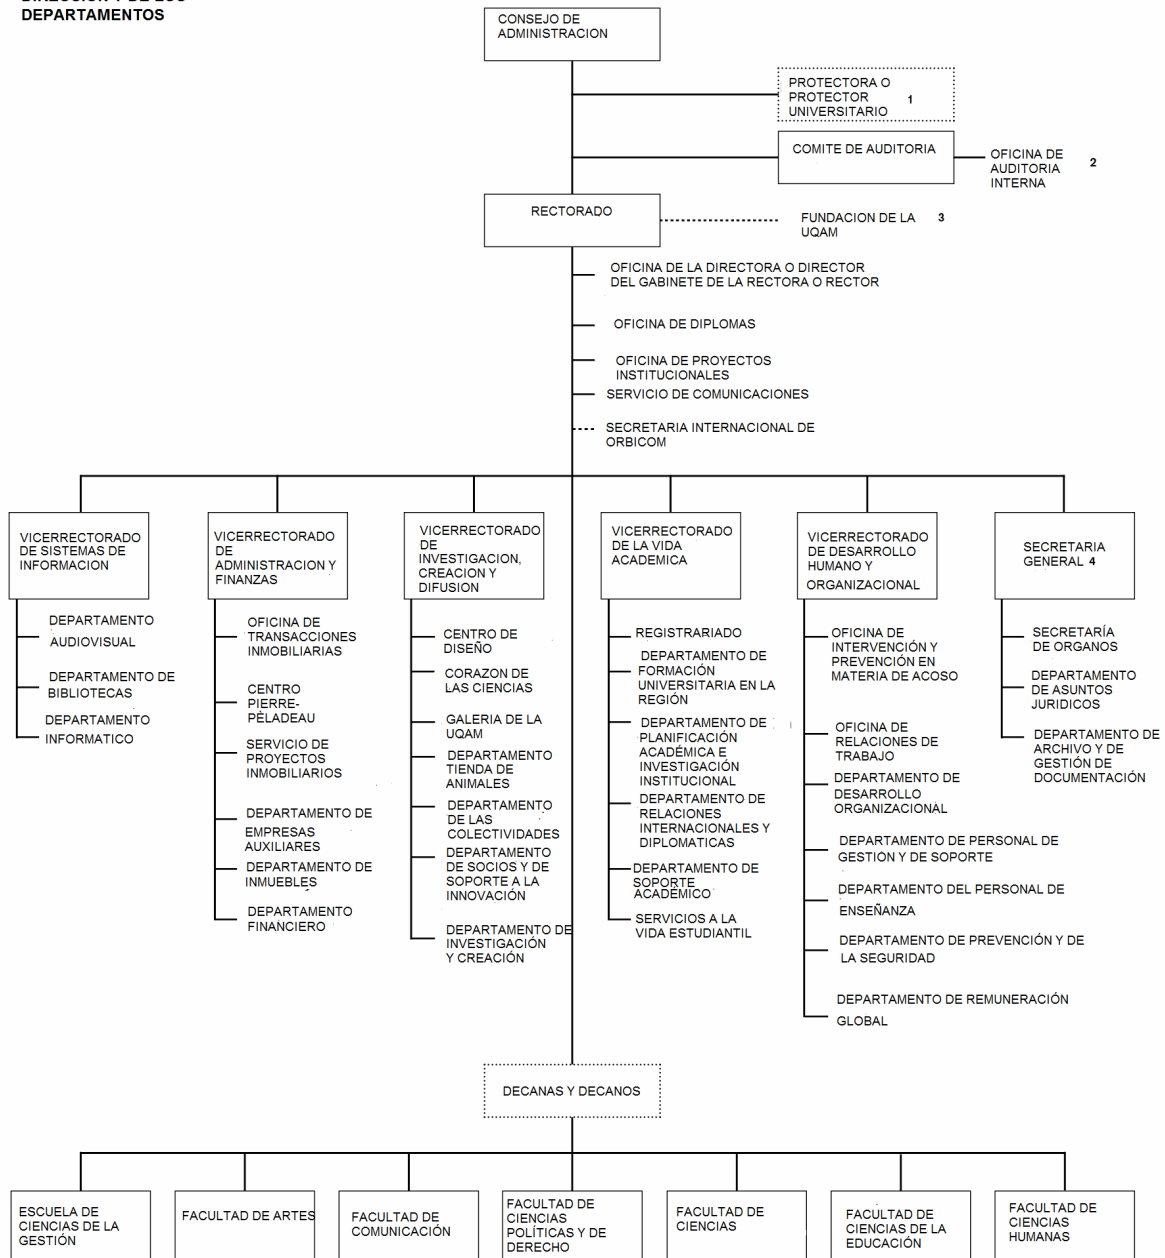 DIRECCION Y DE LOS
DEPARTAMENTOS
CONSEJO DE
ADMINISTRACION
PROTECTORA O
PROTECTOR 1
UNIVERSITARIO
COMITE DE AUDITORIA
OFICINA DE 2
AUDITORIA
INTERNA
RECTORADO
FUNDACION DE LA 3
UQAM
OFICINA DE LA DIRECTORA O DIRECTOR
DEL GABINETE DE LA RECTORA O RECTOR
OFICINA DE DIPLOMAS
OFICINA DE PROYECTOS
INSTITUCIONALES
SERVICIO DE COMUNICACIONES
SECRETARIA INTERNACIONAL DE
ORBICOM
VICERRECTORADO
DE SISTEMAS DE
INFORMACION
DEPARTAMENTO
AUDIOVISUAL
DEPARTAMENTO DE
BIBLIOTECAS
DEPARTAMENTO
INFORMATICO
VICERRECTORADO
DE
ADMINISTRACION Y
FINANZAS
OFICINA DE
TRANSACCIONES
INMOBILIARIAS
CENTRO
PIERRE-
PÈLADEAU
SERVICIO DE
PROYECTOS
INMOBILIARIOS
DEPARTAMENTO DE
EMPRESAS
AUXILIARES
DEPARTAMENTO DE
INMUEBLES
DEPARTAMENTO
FINANCIERO
VICERRECTORADO
DE
INVESTIGACION,
CREACION Y
DIFUSION
CENTRO DE
DISEÑO
CORAZON DE
LAS CIENCIAS
GALERIA DE LA
UQAM
DEPARTAMENTO
TIENDA DE
ANIMALES
DEPARTAMENTO
DE LAS
COLECTIVIDADES
DEPARTAMENTO
DE SOCIOS Y DE
SOPORTE A LA
INNOVACIÓN
DEPARTAMENTO DE
INVESTIGACIÓN
Y CREACIÓN
VICERRECTORADO
DE LA VIDA
ACADEMICA
REGISTRARIADO
DEPARTAMENTO DE
FORMACIÓN
UNIVERSITARIA EN LA
REGIÓN
DEPARTAMENTO DE
PLANIFICACIÓN
ACADÉMICA E
INVESTIGACIÓN
INSTITUCIONAL
DEPARTAMENTO DE
RELACIONES
INTERNACIONALES Y
DIPLOMATICAS
DEPARTAMENTO DE
SOPORTE
ACADÉMICO
SERVICIOS A LA
VIDA ESTUDIANTIL
VICERRECTORADO
DE DESARROLLO
HUMANO Y
ORGANIZACIONAL
OFICINA DE
INTERVENCIÓN Y
PREVENCIÓN EN
MATERIA DE ACOSO
OFICINA DE
RELACIONES DE
TRABAJO
DEPARTAMENTO DE
DESARROLLO
ORGANIZACIONAL
DEPARTAMENTO DE PERSONAL DE
GESTION Y DE SOPORTE
DEPARTAMENTO DEL PERSONAL DE
ENSEÑANZA
DEPARTAMENTO DE PREVENCIÓN Y DE
LA SEGURIDAD
DEPARTAMENTO DE REMUNERACIÓN
GLOBAL
SECRETARIA
GENERAL 4
SECRETARÍA
DE ORGANOS
DEPARTAMENTO
DE ASUNTOS
JURIDICOS
DEPARTAMENTO DE
ARCHIVO Y DE
GESTIÓN DE
DOCUMENTACIÓN
DECANAS Y DECANOS
ESCUELA DE
CIENCIAS DE LA
GESTIÓN
FACULTAD DE ARTES
FACULTAD DE
COMUNICACIÓN
FACULTAD DE
CIENCIAS
POLÍTICAS Y DE
DERECHO
FACULTAD DE
CIENCIAS
FACULTAD DE
CIENCIAS DE LA
EDUCACIÓN
FACULTAD DE
CIENCIAS
HUMANAS